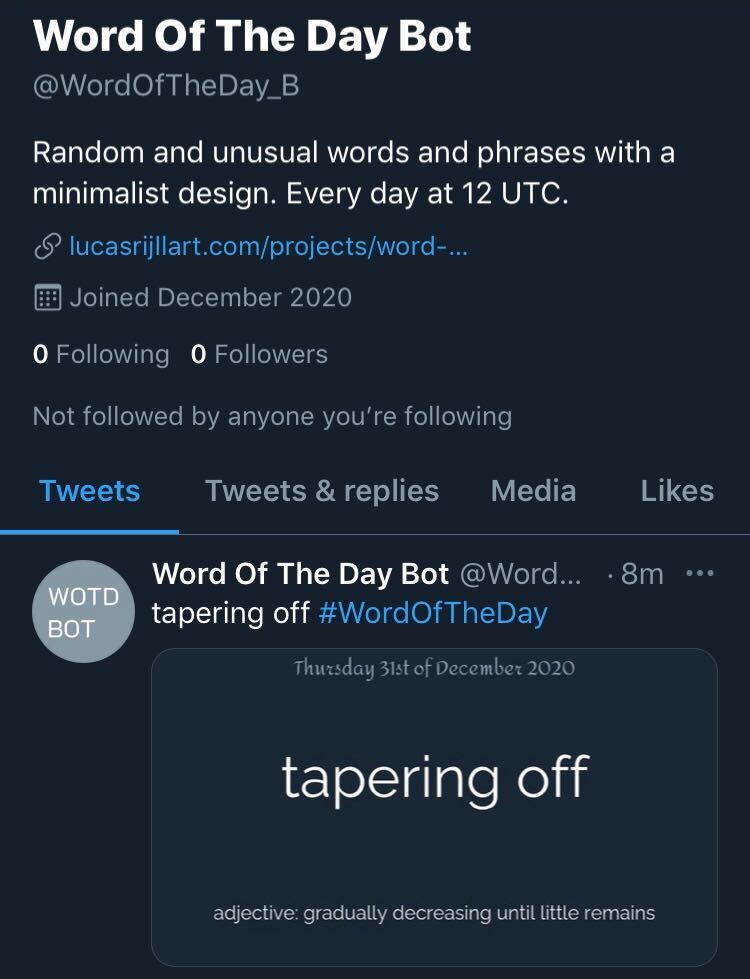 Word Of The Day Bot
@WordOfTheDay_B
Random and unusual words and phrases with a
minimalist design. Every day at 12 UTC.
lucasrijllart.com/projects/word-...
Joined December 2020
0 Following 0 Followers
Not followed by anyone you’re following
Tweets Tweets & replies Media Likes
WOTD
BOT
Word Of The Day Bot @Word... · 8m ...
tapering off #WordOfTheDay
Thursday 31st of December 2020
tapering off
adjective: gradually decreasing until little remains